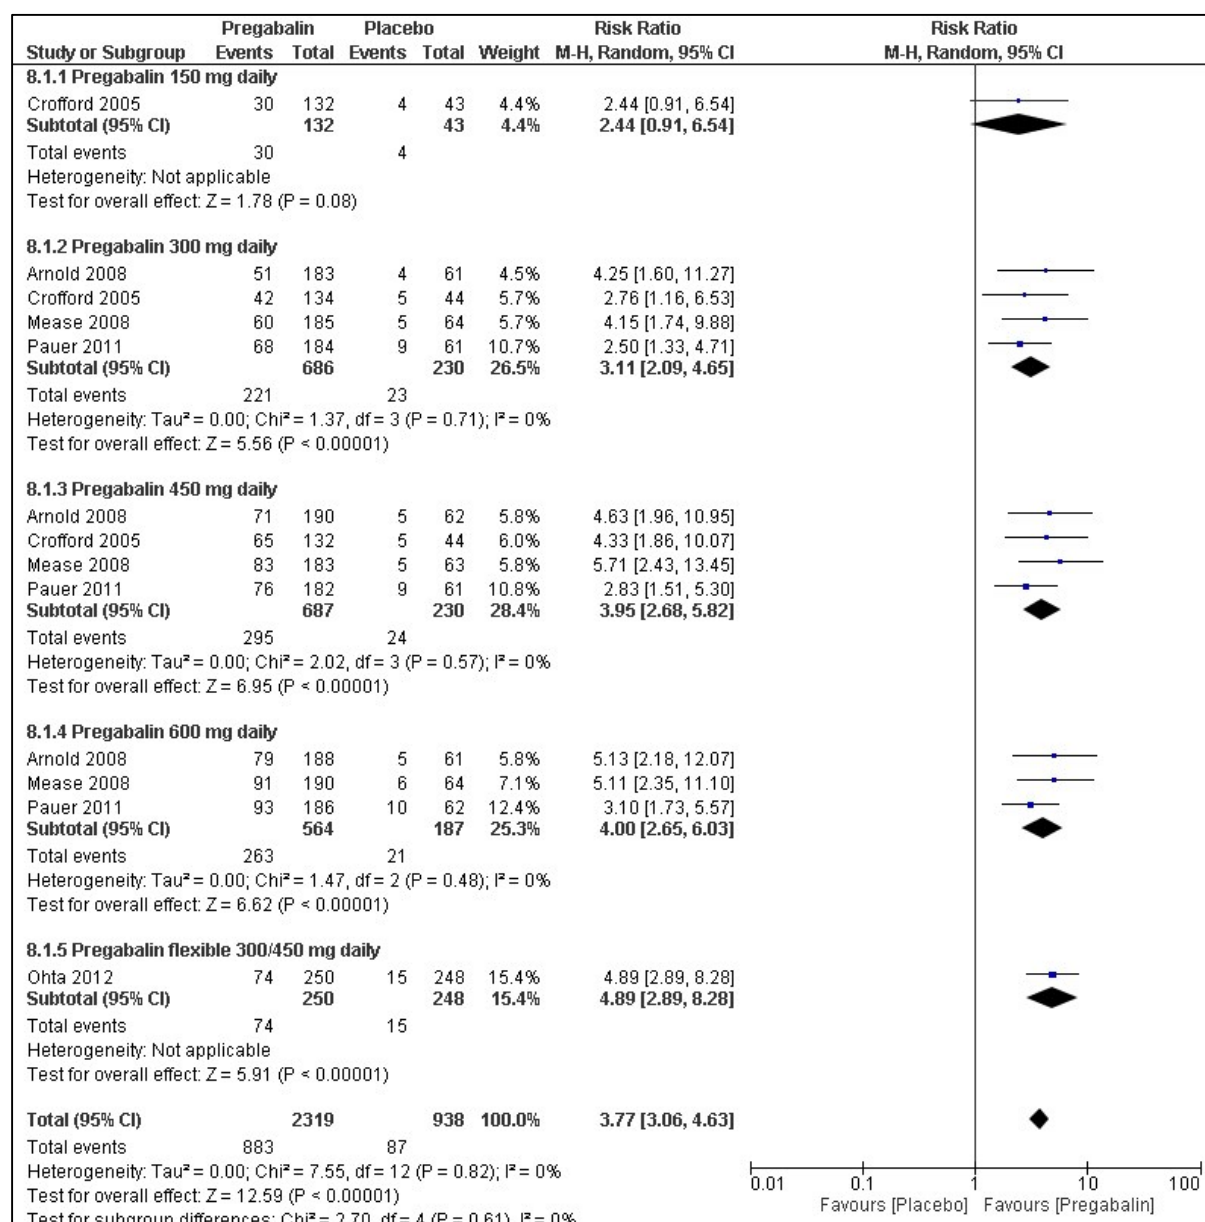 Pregabalin Placebo Risk Ratio Risk Ratio
Study or Subgroup Events Total Events Total Weight M-H, Random, 95% CI M-H, Random, 95% CI
8.1.1 Pregabalin 150 mg daily
Crofford 2005 30 132 4 43 4.4% 2.44 [0.91, 6.54]
Subtotal (95% CI) 132 43 4.4% 2.44 [0.91, 6.54]
Total events 30 4
Heterogeneity: Not applicable
Test for overall effect: Z = 1.78 (P = 0.08)
8.1.2 Pregabalin 300 mg daily
Arnold 2008 51 183 4 61 4.5% 4.25 [1.60, 11.27]
Crofford 2005 42 134 5 44 5.7% 2.76 [1.16, 6.53]
Mease 2008 60 185 5 64 5.7% 4.15 [1.74, 9.88]
Pauer 2011 68 184 9 61 10.7% 2.50 [1.33, 4.71]
Subtotal (95% CI) 686 230 26.5% 3.11 [2.09, 4.65]
Total events 221 23
Heterogeneity: Tau² = 0.00; Chi² = 1.37, df = 3 (P = 0.71); I² = 0%
Test for overall effect: Z = 5.56 (P < 0.00001)
8.1.3 Pregabalin 450 mg daily
Arnold 2008 71 190 5 62 5.8% 4.63 [1.96, 10.95]
Crofford 2005 65 132 5 44 6.0% 4.33 [1.86, 10.07]
Mease 2008 83 183 5 63 5.8% 5.71 [2.43, 13.45]
Pauer 2011 76 182 9 61 10.8% 2.83 [1.51, 5.30]
Subtotal (95% CI) 687 230 28.4% 3.95 [2.68, 5.82]
Total events 295 24
Heterogeneity: Tau² = 0.00; Chi² = 2.02, df = 3 (P = 0.57); I² = 0%
Test for overall effect: Z = 6.95 (P < 0.00001)
8.1.4 Pregabalin 600 mg daily
Arnold 2008 79 188 5 61 5.8% 5.13 [2.18, 12.07]
Mease 2008 91 190 6 64 7.1% 5.11 [2.35, 11.10]
Pauer 2011 93 186 10 62 12.4% 3.10 [1.73, 5.57]
Subtotal (95% CI) 564 187 25.3% 4.00 [2.65, 6.03]
Total events 263 21
Heterogeneity: Tau² = 0.00; Chi² = 1.47, df = 2 (P = 0.48); I² = 0%
Test for overall effect: Z = 6.62 (P < 0.00001)
8.1.5 Pregabalin flexible 300/450 mg daily
Ohta 2012 74 250 15 248 15.4% 4.89 [2.89, 8.28]
Subtotal (95% CI) 250 248 15.4% 4.89 [2.89, 8.28]
Total events 74 15
Heterogeneity: Not applicable
Test for overall effect: Z = 5.91 (P < 0.00001)
Total (95% CI) 2319 938 100.0% 3.77 [3.06, 4.63]
Total events 883 87
Heterogeneity: Tau² = 0.00; Chi² = 7.55, df = 12 (P = 0.82); I² = 0%
Test for overall effect: Z = 12.59 (P < 0.00001)
Test for subgroup differences: Chi² = 2.70, df = 4 (P = 0.61), I² = 0%
0.01 0.1 1 10 100
Favours [Placebo] Favours [Pregabalin]